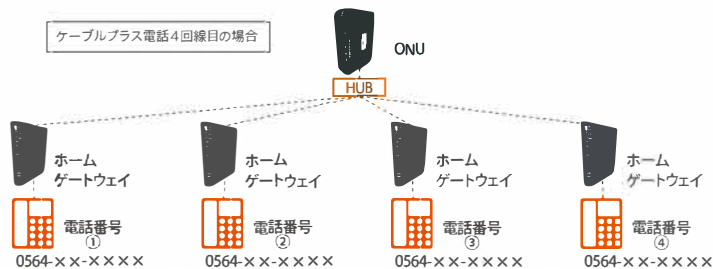 ケーブルプラス電話4回線目の場合
ONU
HUB
ホーム
ゲートウェイ
電話番号
①
0564-××-××××
ホーム
ゲートウェイ
電話番号
②
0564-××-××××
ホーム
ゲートウェイ
電話番号
③
0564-××-××××
ホーム
ゲートウェイ
電話番号
④
0564-××-××××